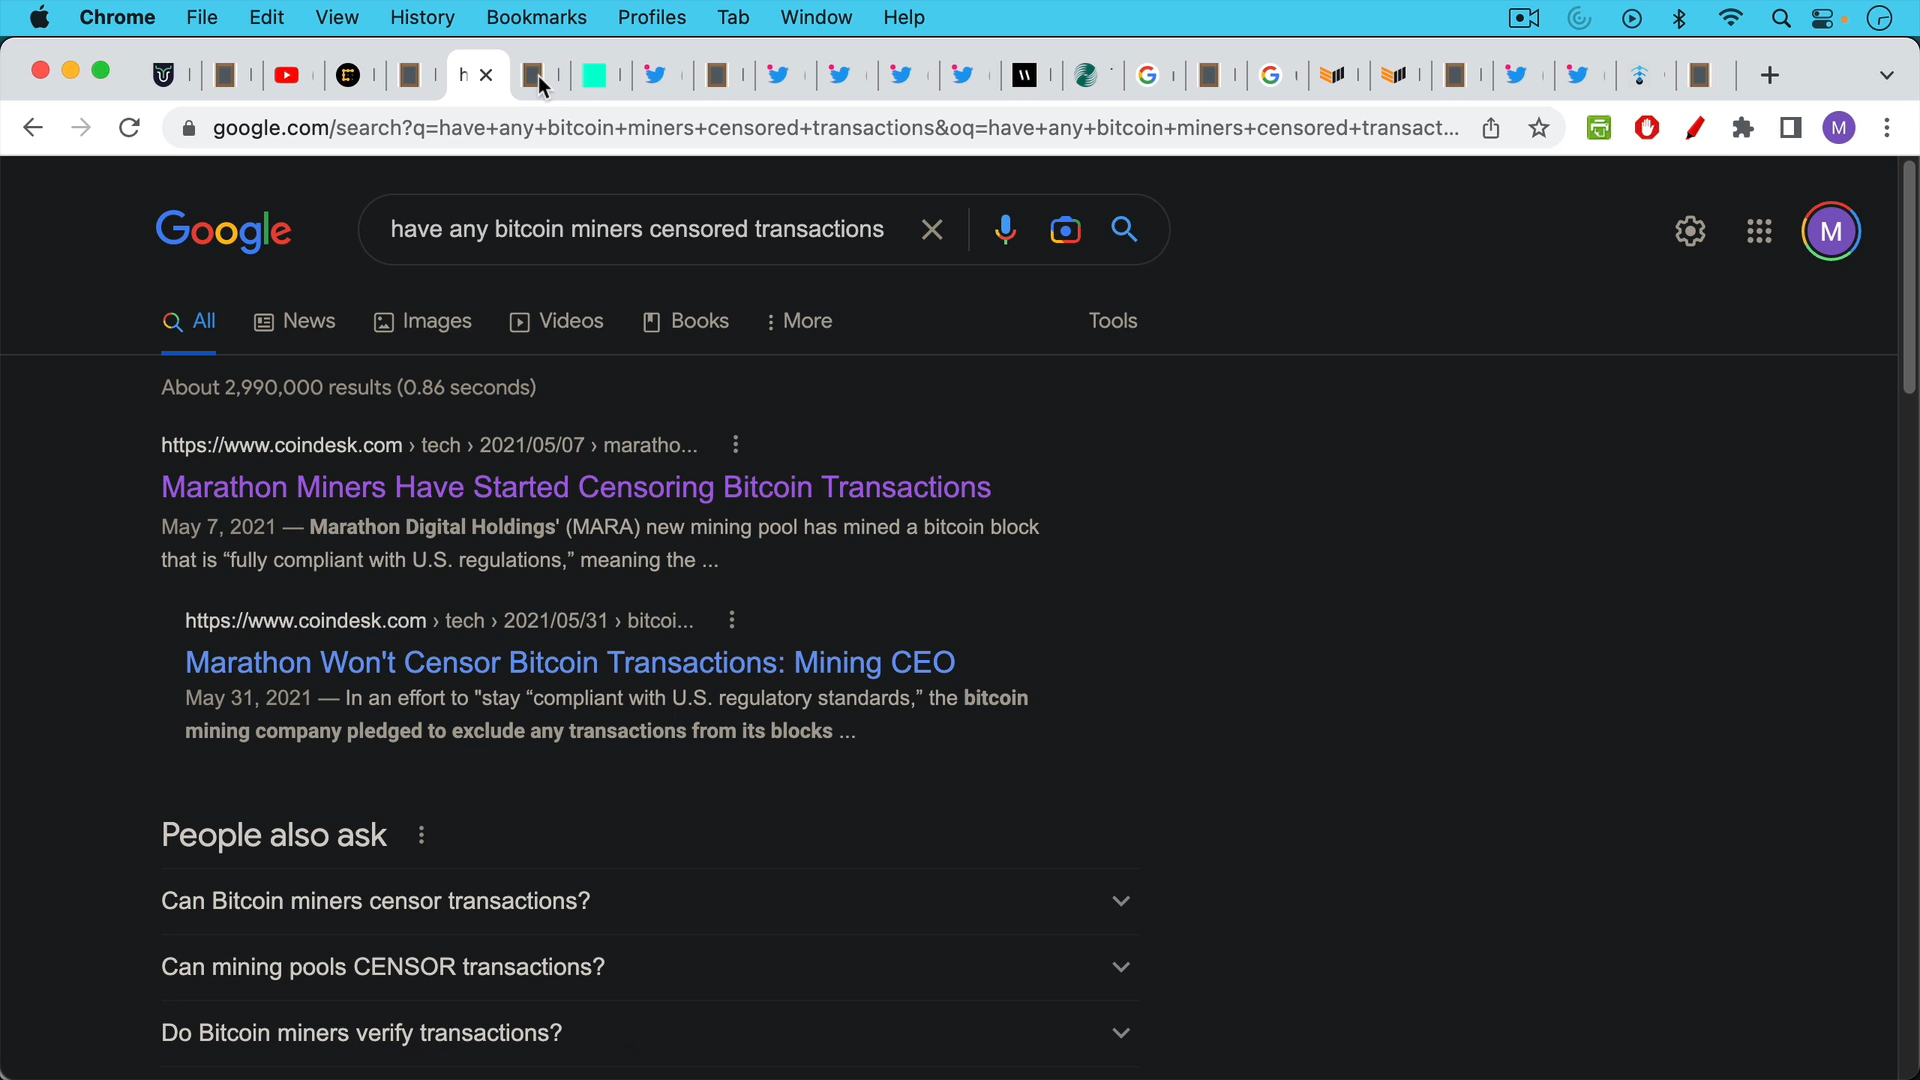 Chrome File Edit View History Bookmarks Profiles Tab Window Help
google.com/search?q=have+any+bitcoin+miners+censored+transactions&oq=have+any+bitcoin+miners+censored+transact... M
Google have any bitcoin miners censored transactions M
All News Images Videos Books More Tools
About 2,990,000 results (0.86 seconds)
https://www.coindesk.com › tech › 2021/05/07 › maratho...
Marathon Miners Have Started Censoring Bitcoin Transactions
May 7, 2021 — Marathon Digital Holdings' (MARA) new mining pool has mined a bitcoin block
that is “fully compliant with U.S. regulations,” meaning the ...
https://www.coindesk.com › tech › 2021/05/31 › bitcoi...
Marathon Won't Censor Bitcoin Transactions: Mining CEO
May 31, 2021 — In an effort to "stay “compliant with U.S. regulatory standards,” the bitcoin
mining company pledged to exclude any transactions from its blocks ...
People also ask
Can Bitcoin miners censor transactions?
Can mining pools CENSOR transactions?
Do Bitcoin miners verify transactions?